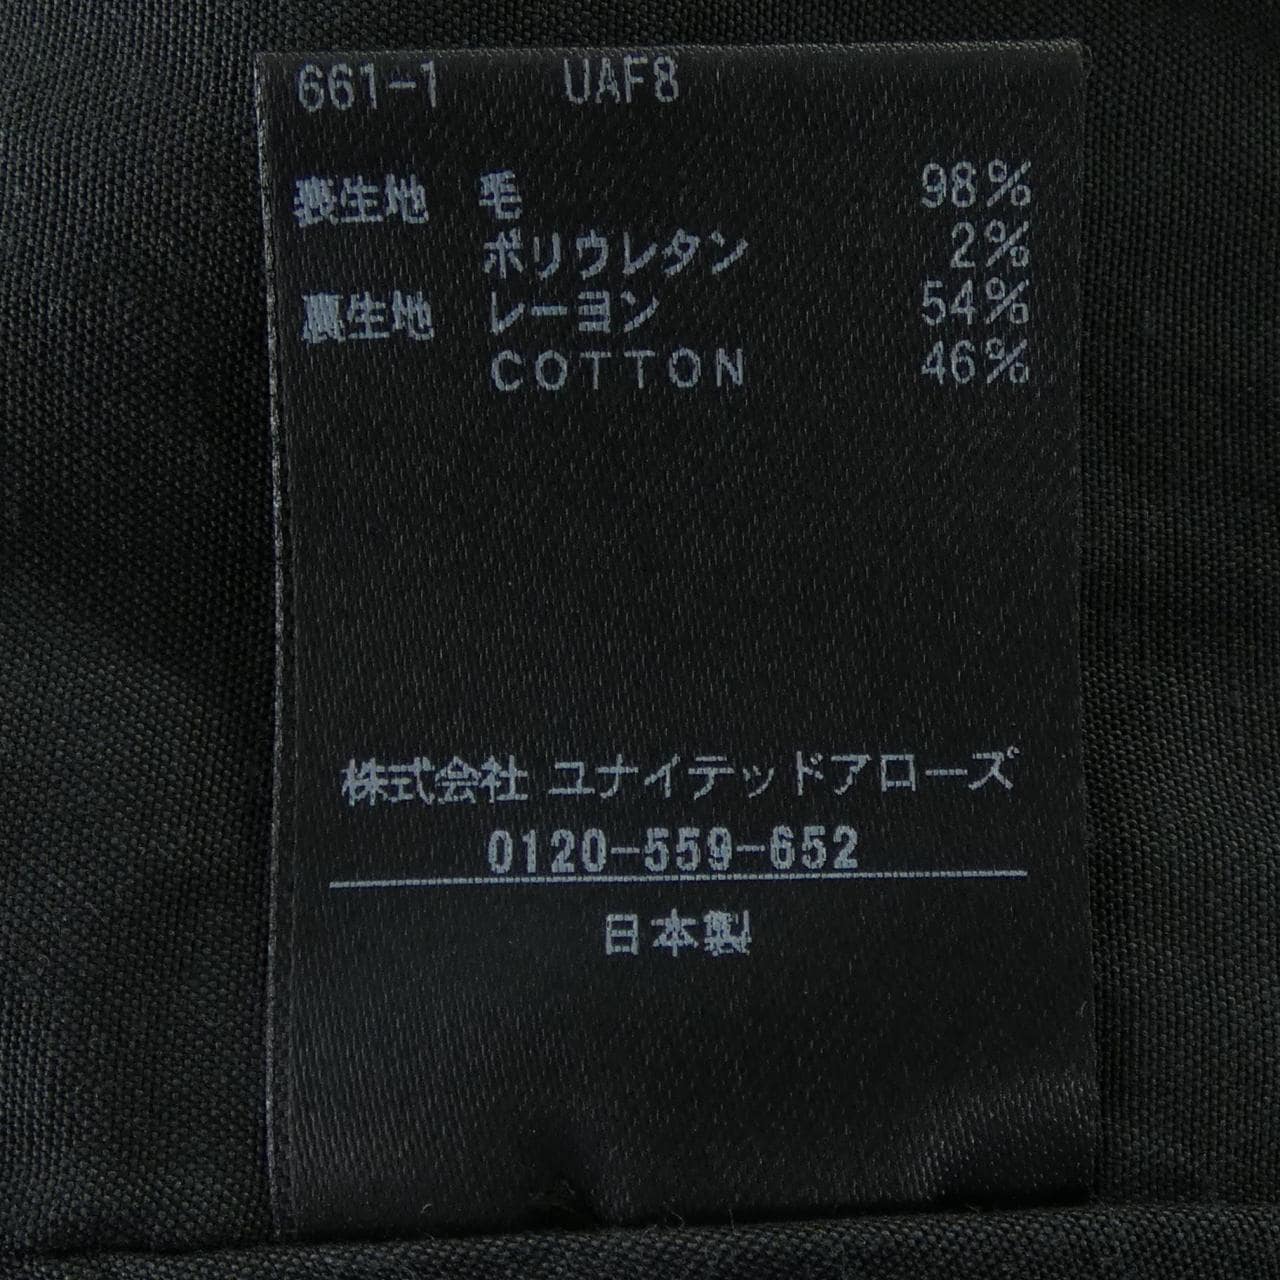 661-1 UAF8
表生地 毛 98%
ポリウレタン 2%
裏生地 レーヨン 54%
COTTON 46%
株式会社 ユナイテッドアローズ
0120-559-652
日本製